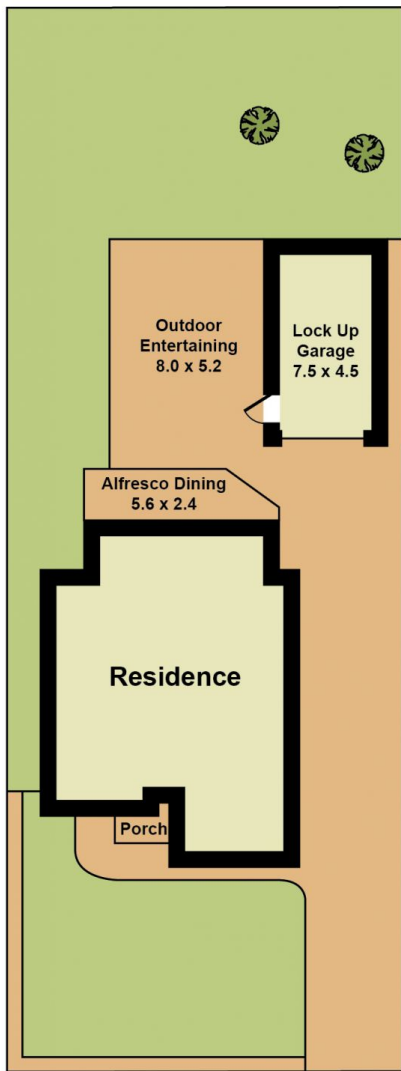 Outdoor
Entertaining
8.0 x 5.2
Lock Up
Garage
7.5 x 4.5
Alfresco Dining
5.6 x 2.4
Residence
Porch